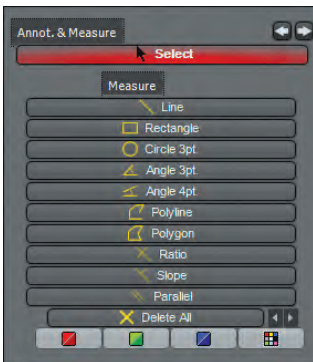 Annot. & Measure
Select
Measure
Line
Rectangle
Circle 3pt.
Angle 3pt.
Angle 4pt.
Polyline
Polygon
Ratio
Slope
Parallel
Delete All